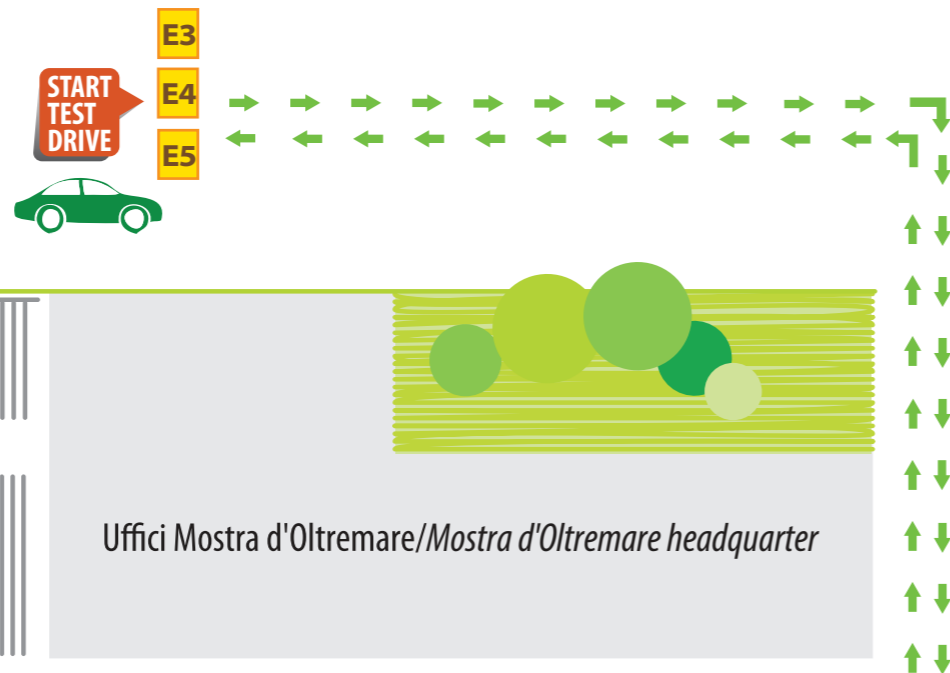 E3
START
TEST
DRIVE
E4
E5
Uffici Mostra d'Oltremare/Mostra d'Oltremare headquarter